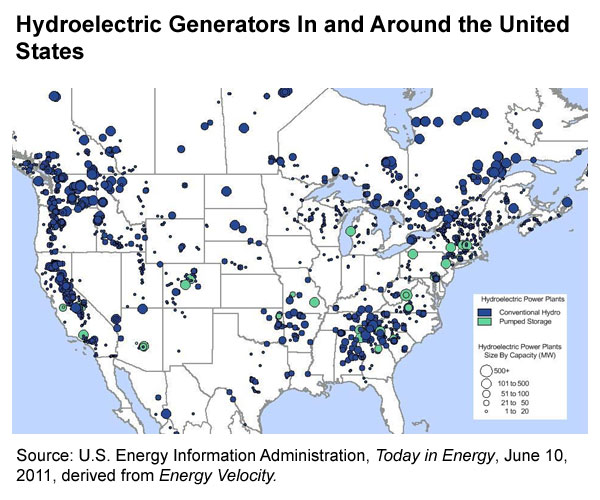 Hydroelectric Generators In and Around the United
States
Hydroelectric Power Plants
Conventional Hydro
Pumped Storage
Hydroelectric Power Plants
Size By Capacity (MW)
500+
101 to 500
51 to 100
21 to 50
1 to 20
Source: U.S. Energy Information Administration, Today in Energy, June 10,
2011, derived from Energy Velocity.